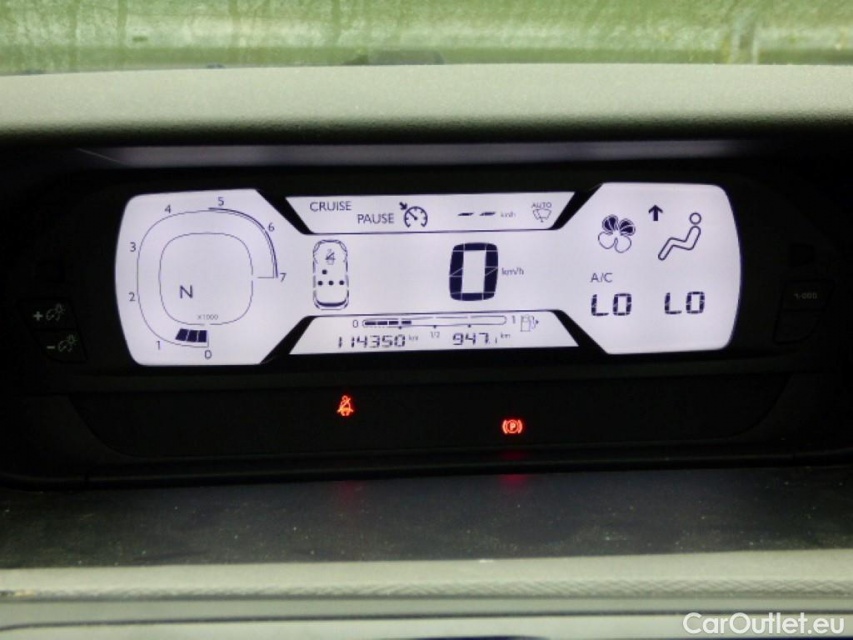 CRUISE
PAUSE
-- km/h
AUTO
4 5 6 7 3 2 1 0
N
X1000
0 km/h
A/C
LO LO
0 1/2 1
114350 km 947.1 km
P
CarOutlet.eu